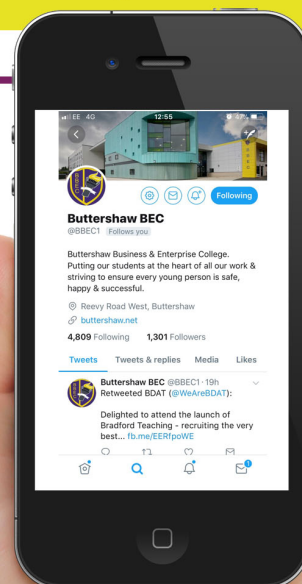 EE 4G 12:55 27%
Following
Buttershaw BEC
@BBEC1 Follows you
Buttershaw Business & Enterprise College.
Putting our students at the heart of all our work &
striving to ensure every young person is safe,
happy & successful.
Reevy Road West, Buttershaw
buttershaw.net
4,809 Following 1,301 Followers
Tweets Tweets & replies Media Likes
Buttershaw BEC @BBEC1 · 19h
Retweeted BDAT (@WeAreBDAT):
Delighted to attend the launch of
Bradford Teaching - recruiting the very
best... fb.me/EERfpoWE